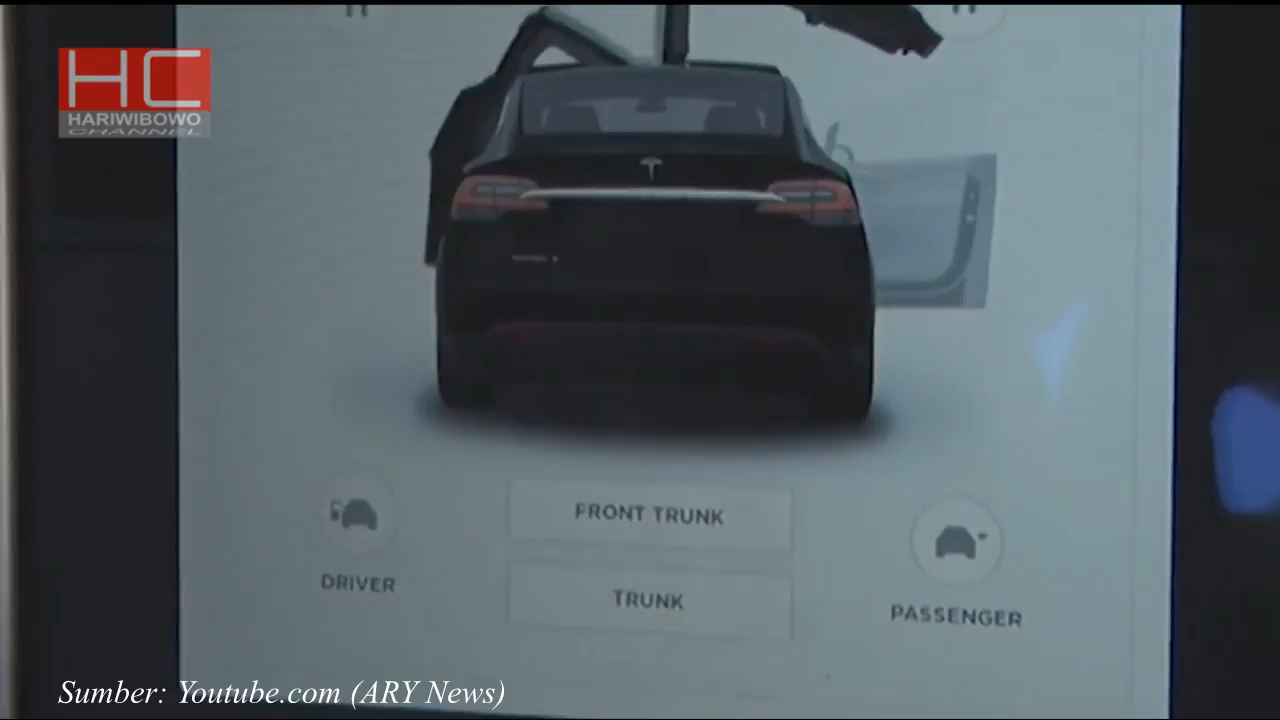 HC
HARIWIBOWO
CHANNEL
FRONT TRUNK
TRUNK
DRIVER
PASSENGER
Sumber: Youtube.com (ARY News)